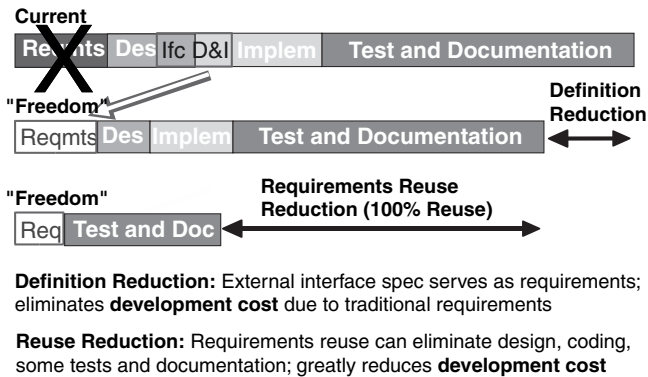 Current
Reqmts Des Ifc D&I Implem Test and Documentation
Definition
Reduction
"Freedom"
Reqmts Des Implem Test and Documentation
"Freedom"
Requirements Reuse
Reduction (100% Reuse)
Req Test and Doc
Definition Reduction: External interface spec serves as requirements;
eliminates development cost due to traditional requirements
Reuse Reduction: Requirements reuse can eliminate design, coding,
some tests and documentation; greatly reduces development cost